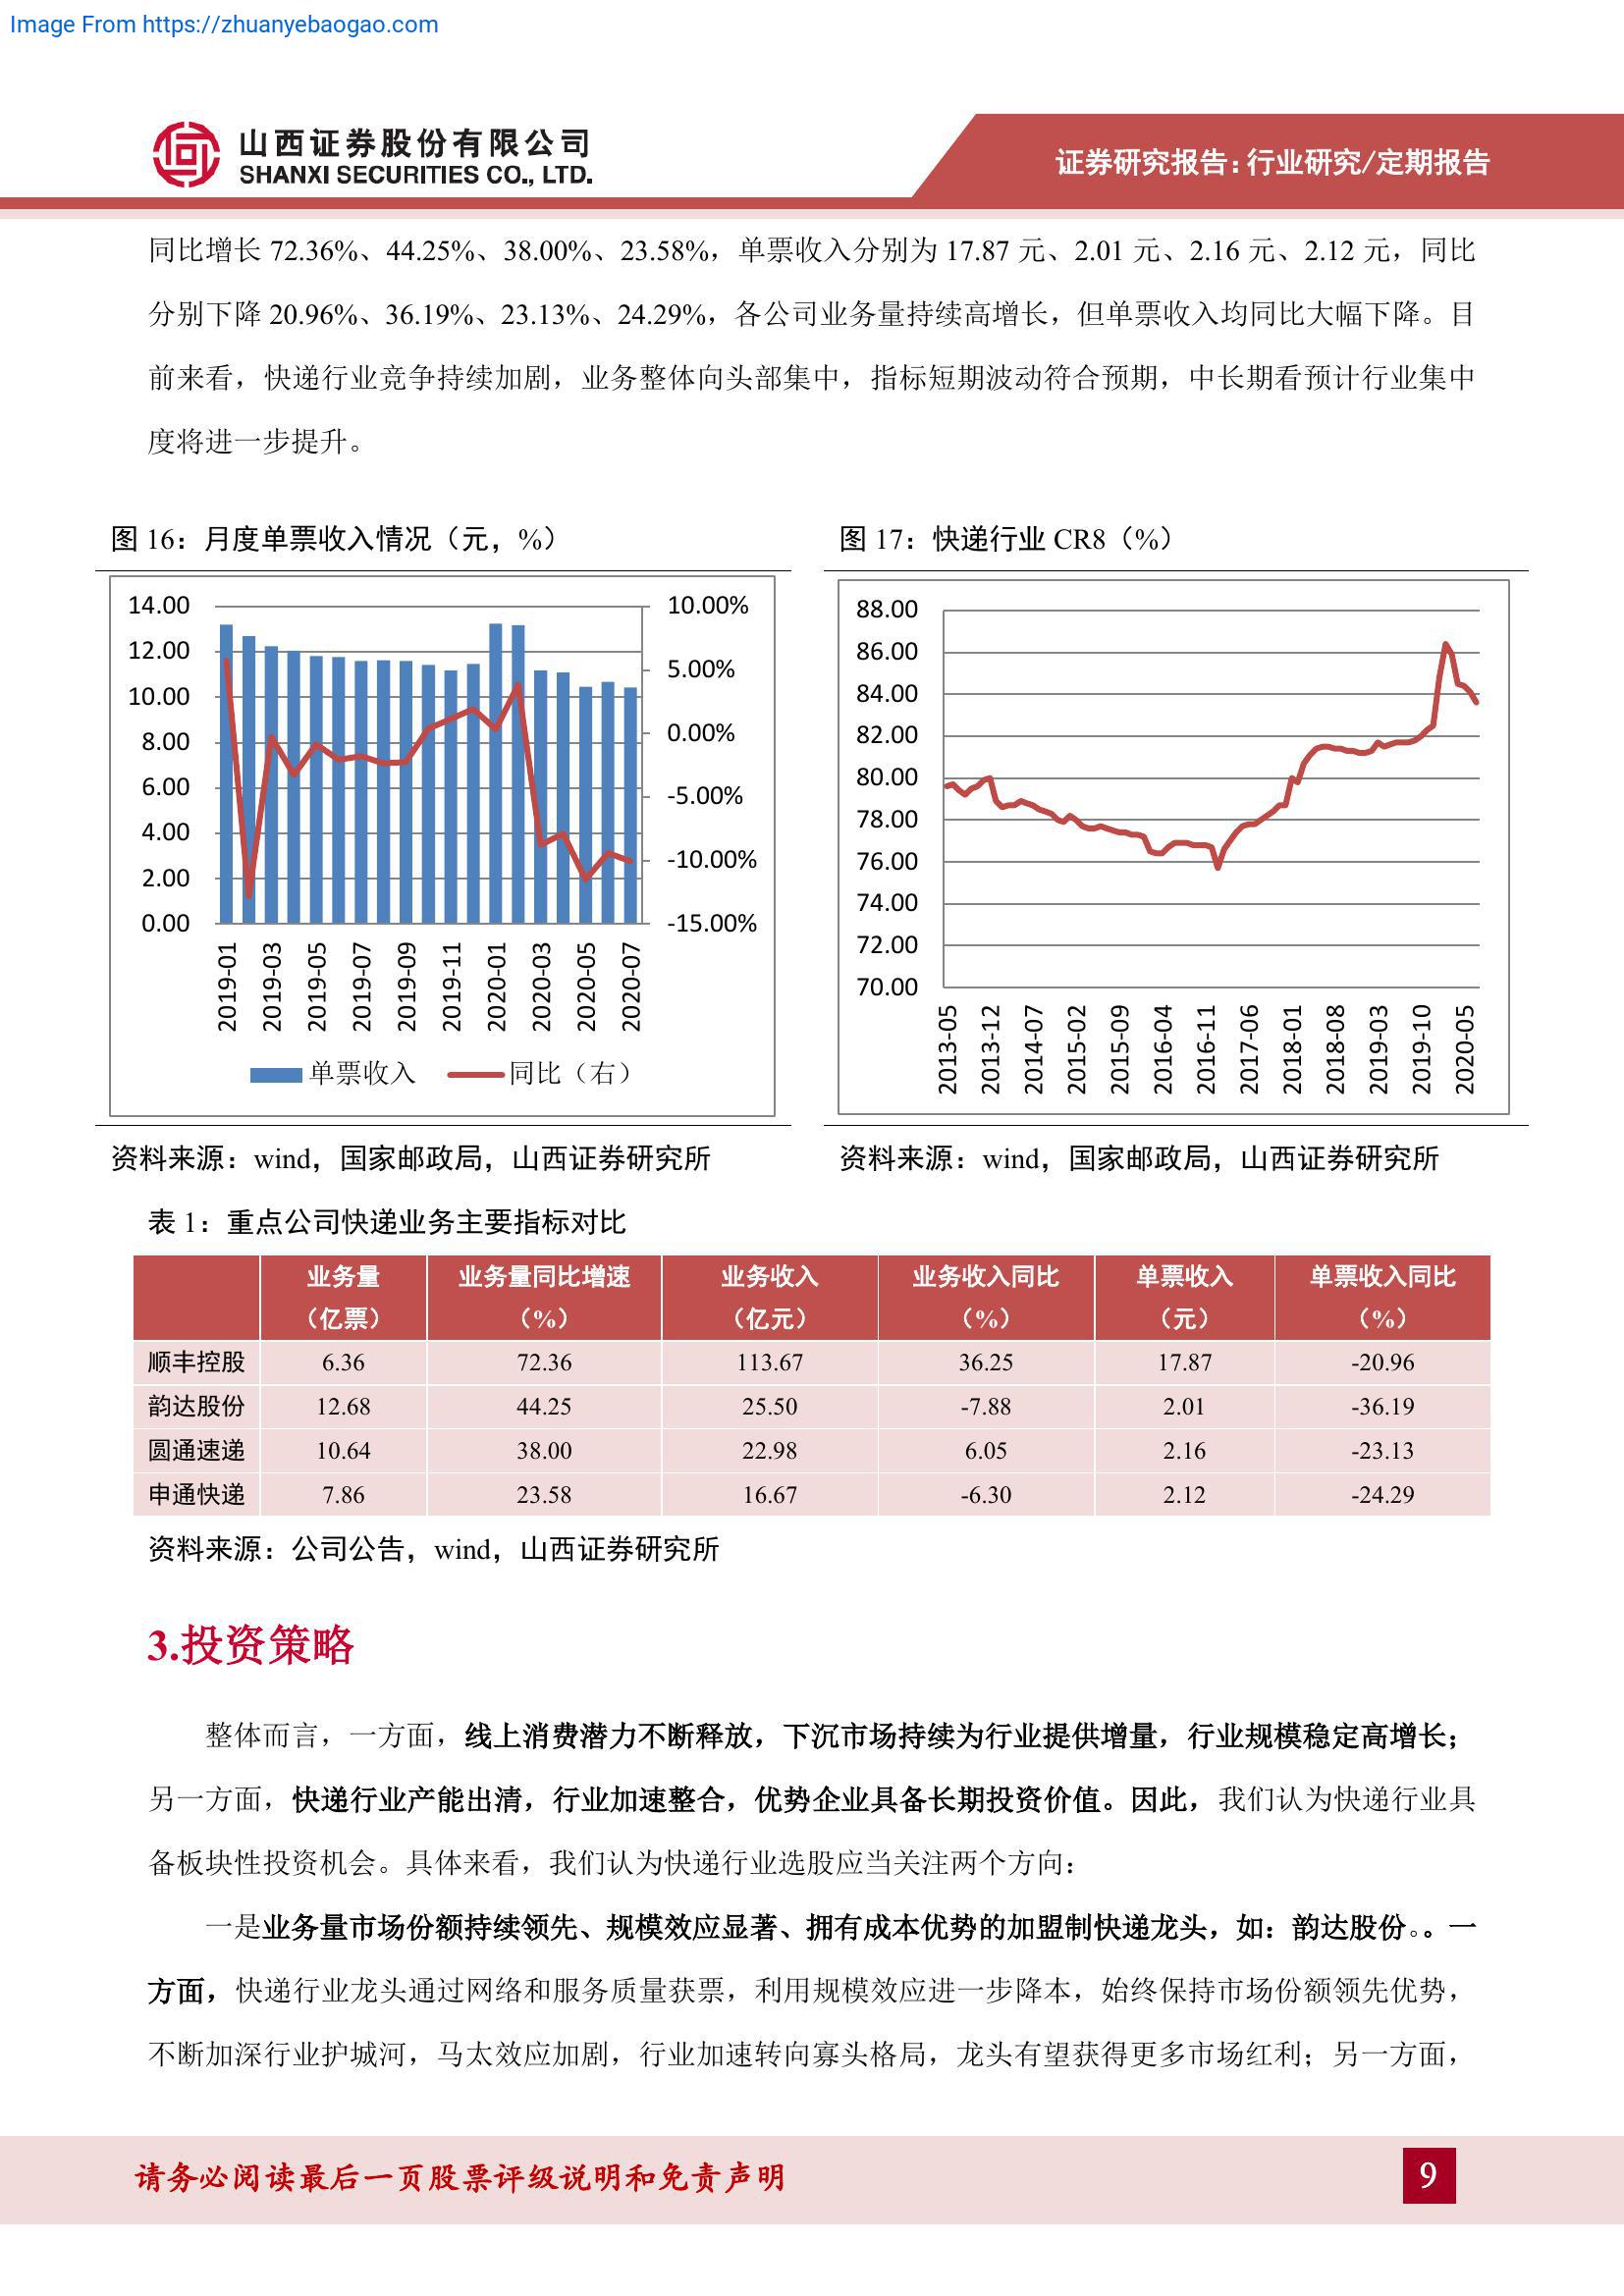 Image From https://zhuanyebaogao.com
山西证券股份有限公司
SHANXI SECURITIES CO., LTD.
证券研究报告：行业研究/定期报告
同比增长 72.36%、44.25%、38.00%、23.58%，单票收入分别为 17.87 元、2.01 元、2.16 元、2.12 元，同比
分别下降 20.96%、36.19%、23.13%、24.29%，各公司业务量持续高增长，但单票收入均同比大幅下降。目
前来看，快递行业竞争持续加剧，业务整体向头部集中，指标短期波动符合预期，中长期看预计行业集中
度将进一步提升。
图 16：月度单票收入情况（元，%）
14.00
12.00
10.00
8.00
6.00
4.00
2.00
0.00
10.00%
5.00%
0.00%
-5.00%
-10.00%
-15.00%
2019-01
2019-03
2019-05
2019-07
2019-09
2019-11
2020-01
2020-03
2020-05
2020-07
单票收入 同比（右）
资料来源：wind，国家邮政局，山西证券研究所
图 17：快递行业 CR8（%）
88.00
86.00
84.00
82.00
80.00
78.00
76.00
74.00
72.00
70.00
2013-05
2013-12
2014-07
2015-02
2015-09
2016-04
2016-11
2017-06
2018-01
2018-08
2019-03
2019-10
2020-05
资料来源：wind，国家邮政局，山西证券研究所
表 1：重点公司快递业务主要指标对比
业务量 业务量同比增速 业务收入 业务收入同比 单票收入 单票收入同比
（亿票） （%） （亿元） （%） （元） （%）
顺丰控股 6.36 72.36 113.67 36.25 17.87 -20.96
韵达股份 12.68 44.25 25.50 -7.88 2.01 -36.19
圆通速递 10.64 38.00 22.98 6.05 2.16 -23.13
申通快递 7.86 23.58 16.67 -6.30 2.12 -24.29
资料来源：公司公告，wind，山西证券研究所
3.投资策略
整体而言，一方面，线上消费潜力不断释放，下沉市场持续为行业提供增量，行业规模稳定高增长；
另一方面，快递行业产能出清，行业加速整合，优势企业具备长期投资价值。因此，我们认为快递行业具
备板块性投资机会。具体来看，我们认为快递行业选股应当关注两个方向：
一是业务量市场份额持续领先、规模效应显著、拥有成本优势的加盟制快递龙头，如：韵达股份。。一
方面，快递行业龙头通过网络和服务质量获票，利用规模效应进一步降本，始终保持市场份额领先优势，
不断加深行业护城河，马太效应加剧，行业加速转向寡头格局，龙头有望获得更多市场红利；另一方面，
请务必阅读最后一页股票评级说明和免责声明
9